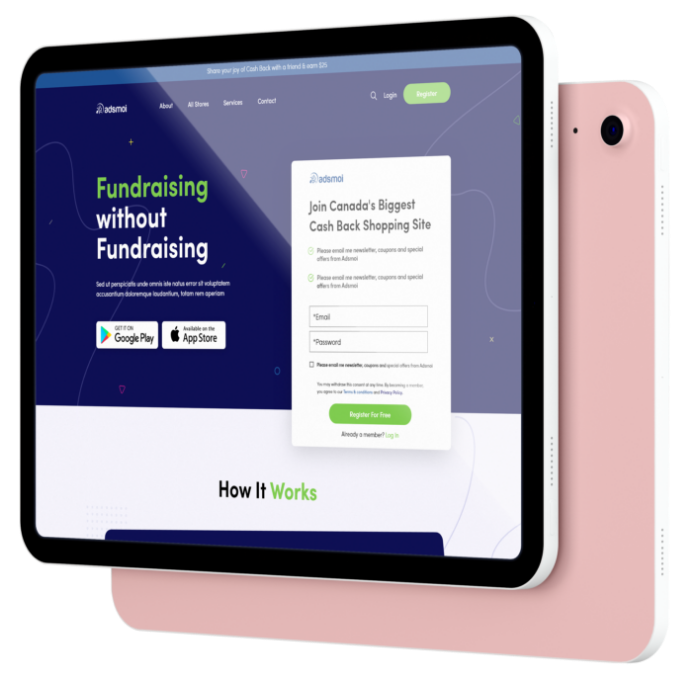 Share your joy of Cash Back with a friend & earn $25
adsmoi
About
All Stores
Services
Contact
Login
Register
Fundraising
without
Fundraising
Sed ut perspiciatis unde omnis iste natus error sit voluptatem
accusantium doloremque laudantium, totam rem aperiam
GET IT ON
Google Play
Available on the
App Store
adsmoi
Join Canada's Biggest
Cash Back Shopping Site
Please email me newsletter, coupons and special
offers from Adsmoi
Please email me newsletter, coupons and special
offers from Adsmoi
*Email
*Password
Please email me newsletter, coupons and special offers from Adsmoi
You may withdraw this consent at any time. By becoming a member,
you agree to our Terms & conditions and Privacy Policy.
Register For Free
Already a member? Log in
How It Works